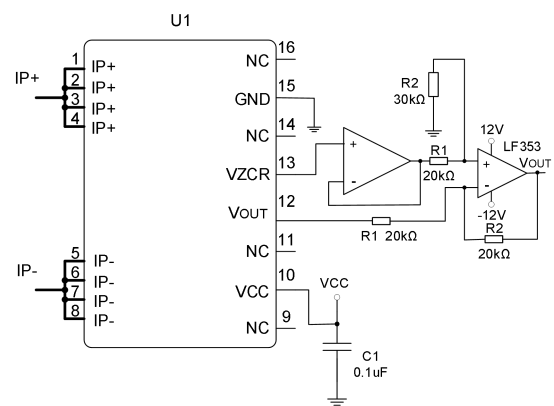 U1
IP+
1 IP+
2 IP+
3 IP+
4 IP+
IP-
5 IP-
6 IP-
7 IP-
8 IP-
NC 16
GND 15
NC 14
VZCR 13
VOUT 12
NC 11
VCC 10
NC 9
R2
30kΩ
+
-
R1
20kΩ
12V
LF353
+
-
VOUT
-12V
R1 20kΩ
R2
20kΩ
VCC
C1
0.1uF